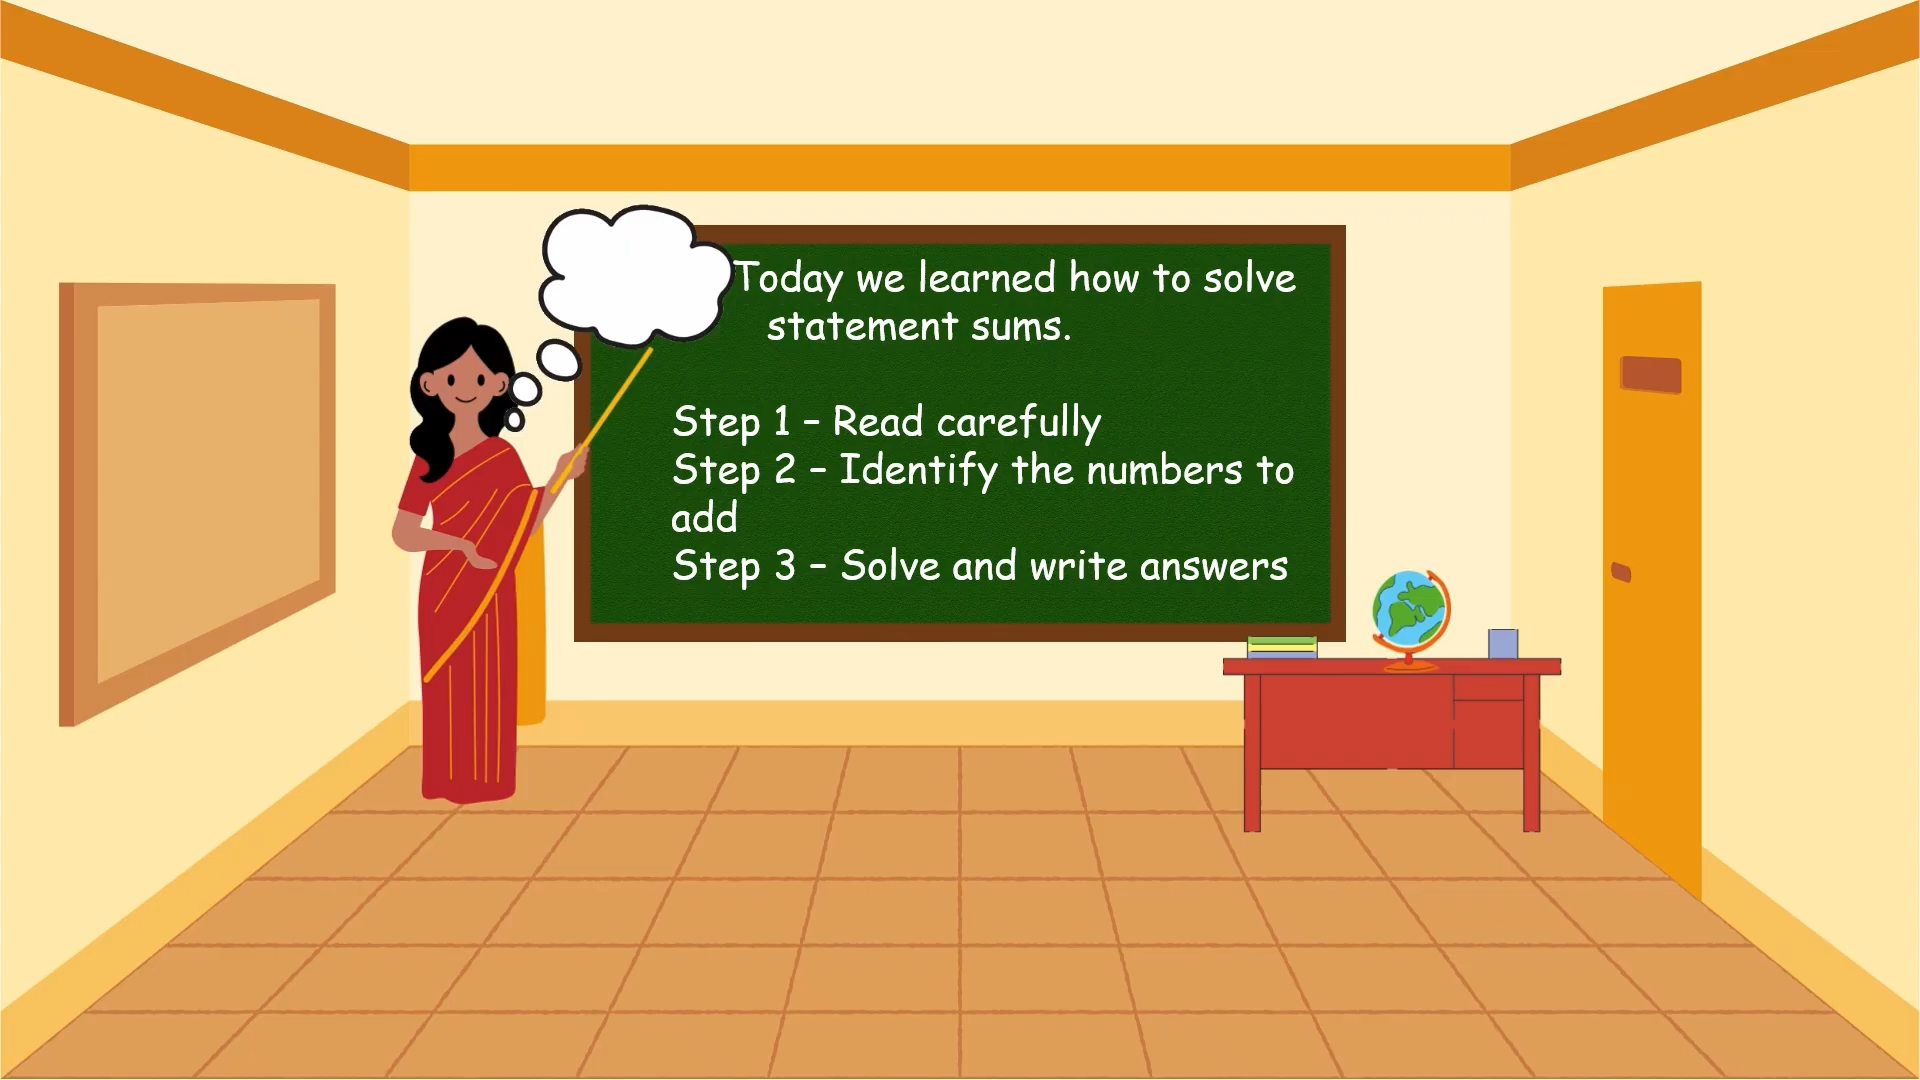 Today we learned how to solve
statement sums.
Step 1 – Read carefully
Step 2 – Identify the numbers to
add
Step 3 – Solve and write answers